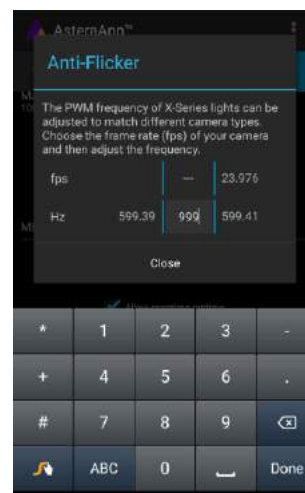 AsternApp™
Anti-Flicker
The PWM frequency of X-Series lights can be
adjusted to match different camera types.
Choose the frame rate (fps) of your camera
and then adjust the frequency.
fps --- 23.976
Hz 599.39 999 599.41
Close
* 1 2 3 -
+ 4 5 6 .
# 7 8 9
ABC 0 Done